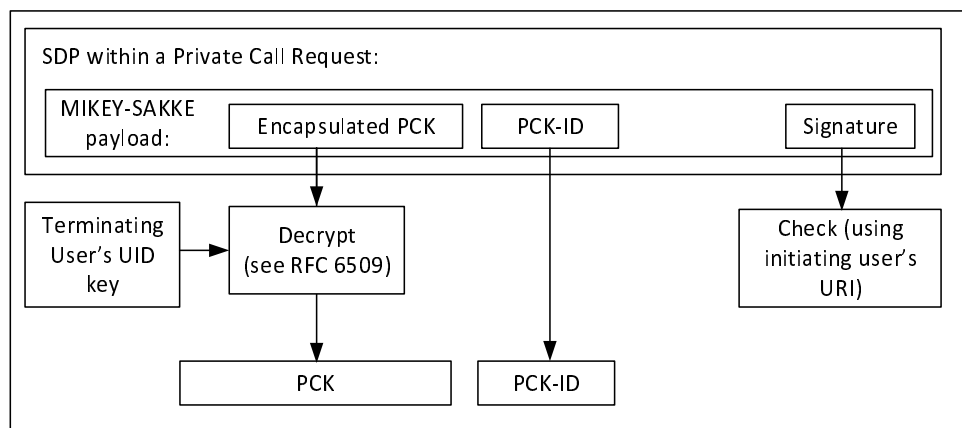 SDP within a Private Call Request:
MIKEY-SAKKE
payload:
Encapsulated PCK
PCK-ID
Signature
Terminating
User’s UID
key
Decrypt
(see RFC 6509)
Check (using
initiating user’s
URI)
PCK
PCK-ID